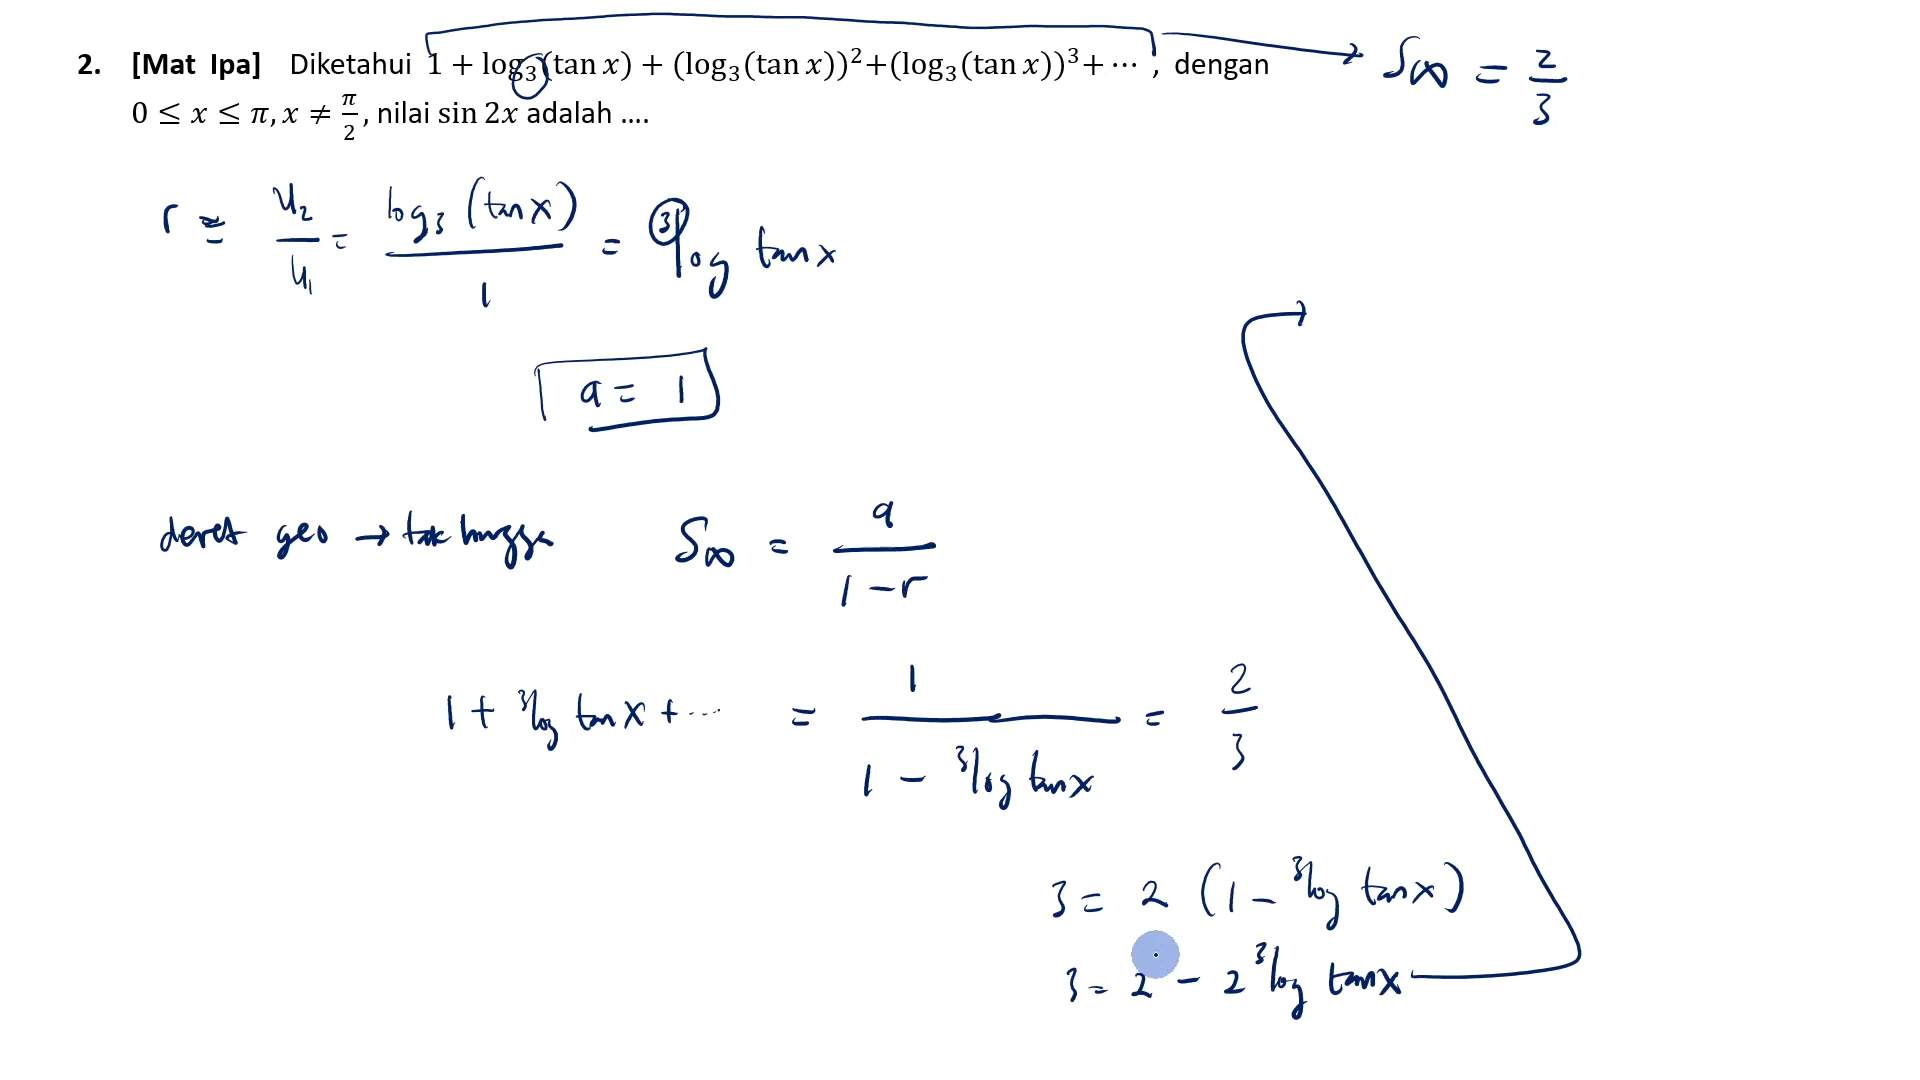 2. [Mat Ipa] Diketahui 1 + log₃(tan x) + (log₃(tan x))²+(log₃(tan x))³+ ⋯ , dengan → S∞ = 2/3
0 ≤ x ≤ π, x ≠ π/2, nilai sin 2x adalah ....
r = u₂/u₁ = log₃ (tan x)/1 = ³log tan x
a = 1
deret geo → tak hingga S∞ = a/(1 − r)
1 + ³log tan x + ... = 1/(1 − ³log tan x) = 2/3
3 = 2 (1 − ³log tan x)
3 = 2 − 2 ³log tan x